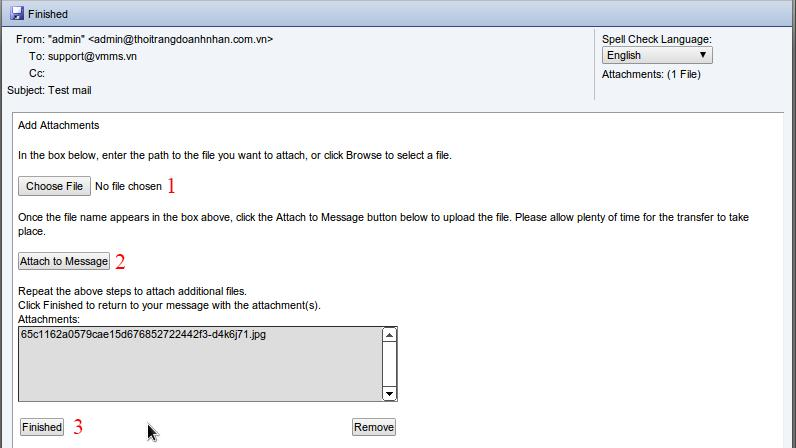 Finished
From: "admin" <admin@thoitrangdoanhnhan.com.vn>
To: support@vmms.vn
Cc:
Subject: Test mail
Spell Check Language:
English
Attachments: (1 File)
Add Attachments
In the box below, enter the path to the file you want to attach, or click Browse to select a file.
Choose File No file chosen 1
Once the file name appears in the box above, click the Attach to Message button below to upload the file. Please allow plenty of time for the transfer to take
place.
Attach to Message 2
Repeat the above steps to attach additional files.
Click Finished to return to your message with the attachment(s).
Attachments:
65c1162a0579cae15d676852722442f3-d4k6j71.jpg
Finished 3 Remove